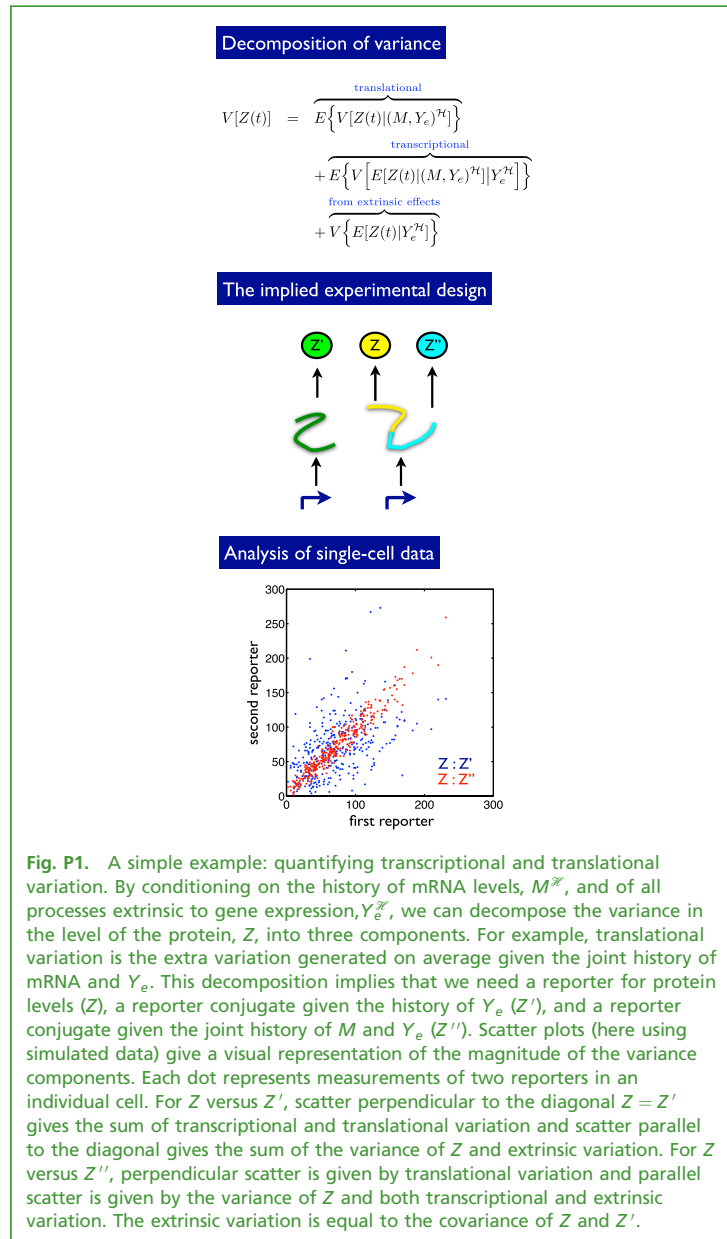 Decomposition of variance
translational
V[Z(t)] = E{V[Z(t)|(M, Y_e)^ℋ]}
transcriptional
+ E{V[E[Z(t)|(M, Y_e)^ℋ]|Y_e^ℋ]}
from extrinsic effects
+ V{E[Z(t)|Y_e^ℋ]}
The implied experimental design
Z' Z Z''
Analysis of single-cell data
300
250
200
150
100
50
0
second reporter
Z : Z'
Z : Z''
0 100 200 300
first reporter
Fig. P1. A simple example: quantifying transcriptional and translational
variation. By conditioning on the history of mRNA levels, M^ℋ, and of all
processes extrinsic to gene expression,Y_e^ℋ, we can decompose the variance in
the level of the protein, Z, into three components. For example, translational
variation is the extra variation generated on average given the joint history of
mRNA and Y_e. This decomposition implies that we need a reporter for protein
levels (Z), a reporter conjugate given the history of Y_e (Z′), and a reporter
conjugate given the joint history of M and Y_e (Z′′). Scatter plots (here using
simulated data) give a visual representation of the magnitude of the variance
components. Each dot represents measurements of two reporters in an
individual cell. For Z versus Z′, scatter perpendicular to the diagonal Z = Z′
gives the sum of transcriptional and translational variation and scatter parallel
to the diagonal gives the sum of the variance of Z and extrinsic variation. For Z
versus Z′′, perpendicular scatter is given by translational variation and parallel
scatter is given by the variance of Z and both transcriptional and extrinsic
variation. The extrinsic variation is equal to the covariance of Z and Z′.